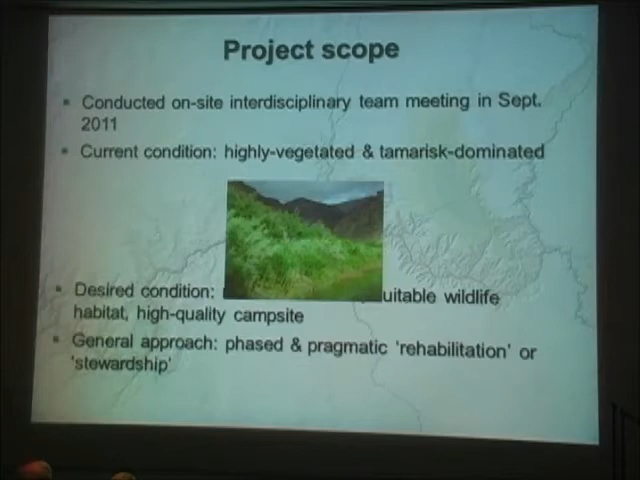 Project scope
Conducted on-site interdisciplinary team meeting in Sept.
2011
Current condition: highly-vegetated & tamarisk-dominated
Desired condition: uitable wildlife
habitat, high-quality campsite
General approach: phased & pragmatic 'rehabilitation' or
'stewardship'